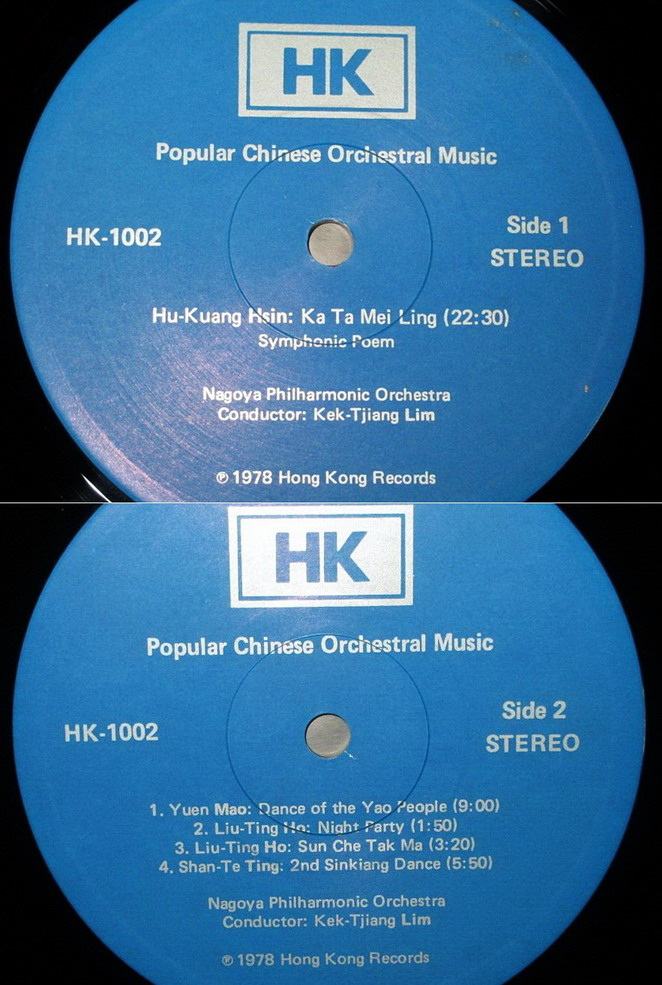 HK
Popular Chinese Orchestral Music
HK-1002
Side 1
STEREO
Hu-Kuang Hsin: Ka Ta Mei Ling (22:30)
Symphonic Poem
Nagoya Philharmonic Orchestra
Conductor: Kek-Tjiang Lim
℗ 1978 Hong Kong Records
HK
Popular Chinese Orchestral Music
HK-1002
Side 2
STEREO
1. Yuen Mao: Dance of the Yao People (9:00)
2. Liu-Ting Ho: Night Party (1:50)
3. Liu-Ting Ho: Sun Che Tak Ma (3:20)
4. Shan-Te Ting: 2nd Sinkiang Dance (5:50)
Nagoya Philharmonic Orchestra
Conductor: Kek-Tjiang Lim
℗ 1978 Hong Kong Records